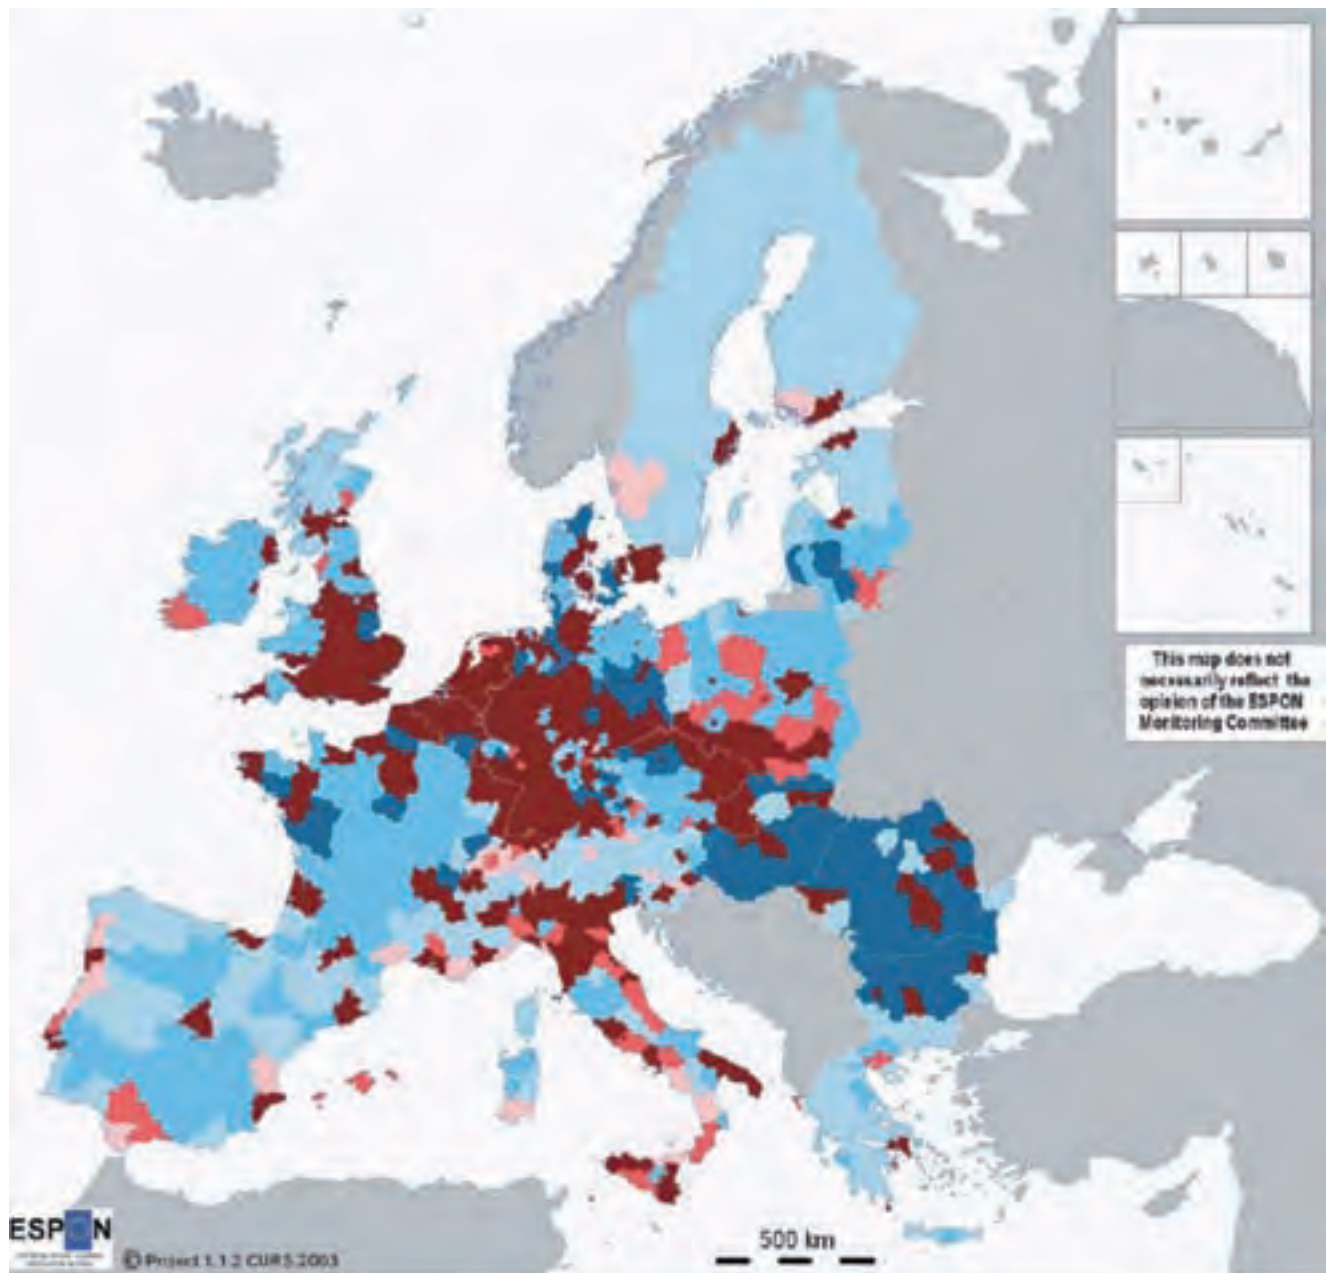 This map does not
necessarily reflect the
opinion of the ESPON
Monitoring Committee
ESPON
500 km
© Project 1.1.2 CURS.2003